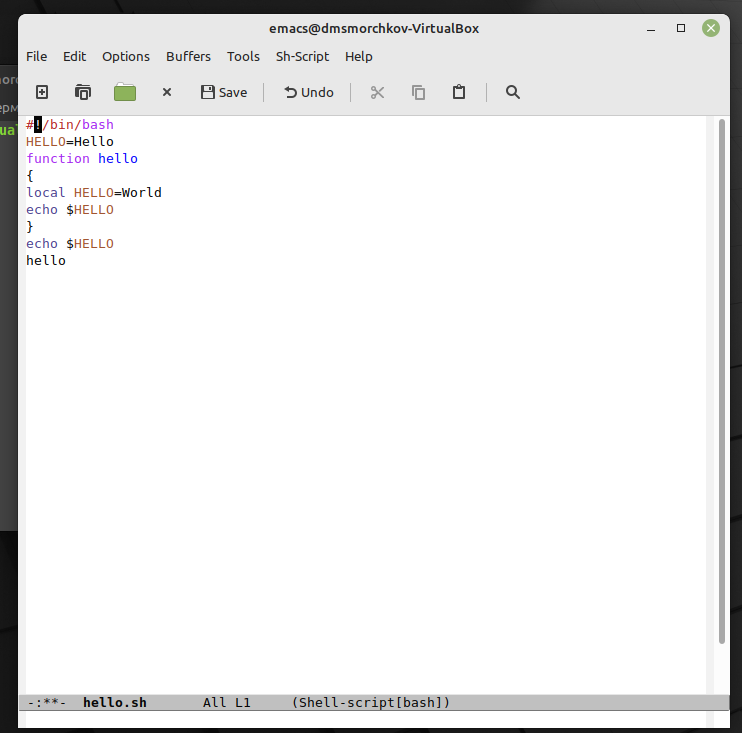 emacs@dmsmorchkov-VirtualBox
File Edit Options Buffers Tools Sh-Script Help
Save Undo
#!/bin/bash
HELLO=Hello
function hello
{
local HELLO=World
echo $HELLO
}
echo $HELLO
hello
-:**- hello.sh All L1 (Shell-script[bash])